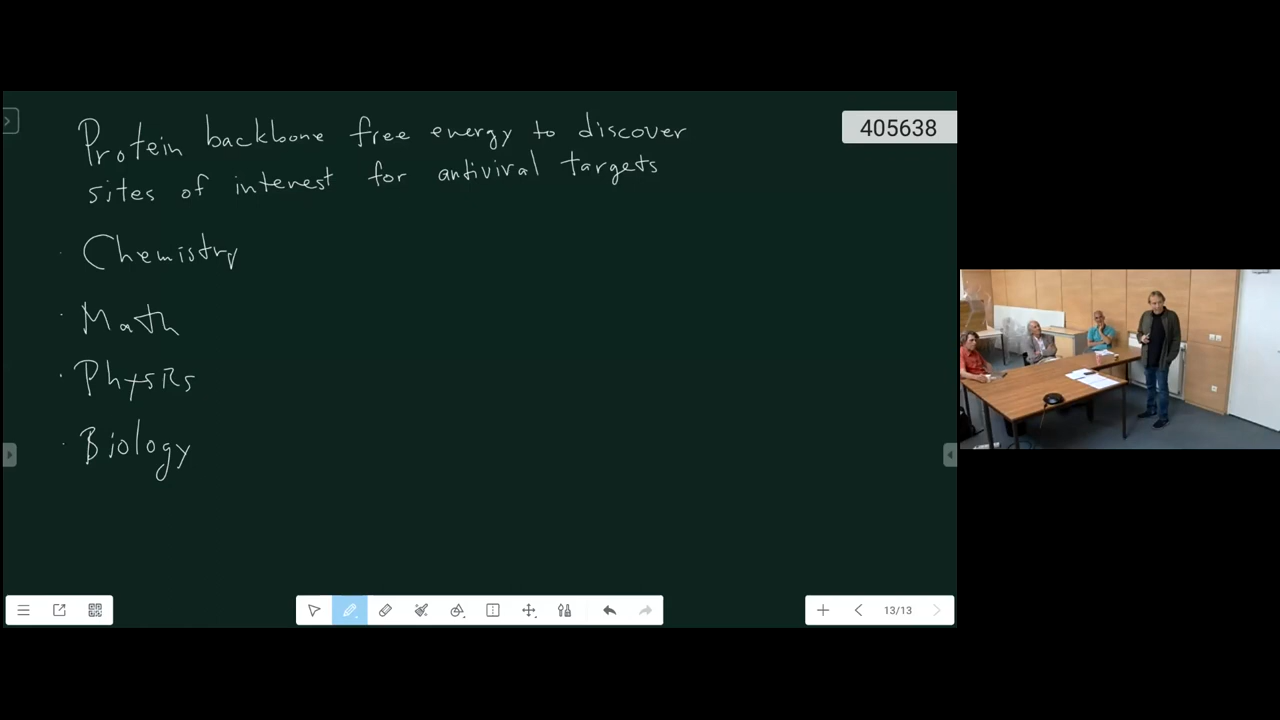 Protein backbone free energy to discover
sites of interest for antiviral targets
405638
· Chemistry
· Math
· Physics
· Biology
13/13